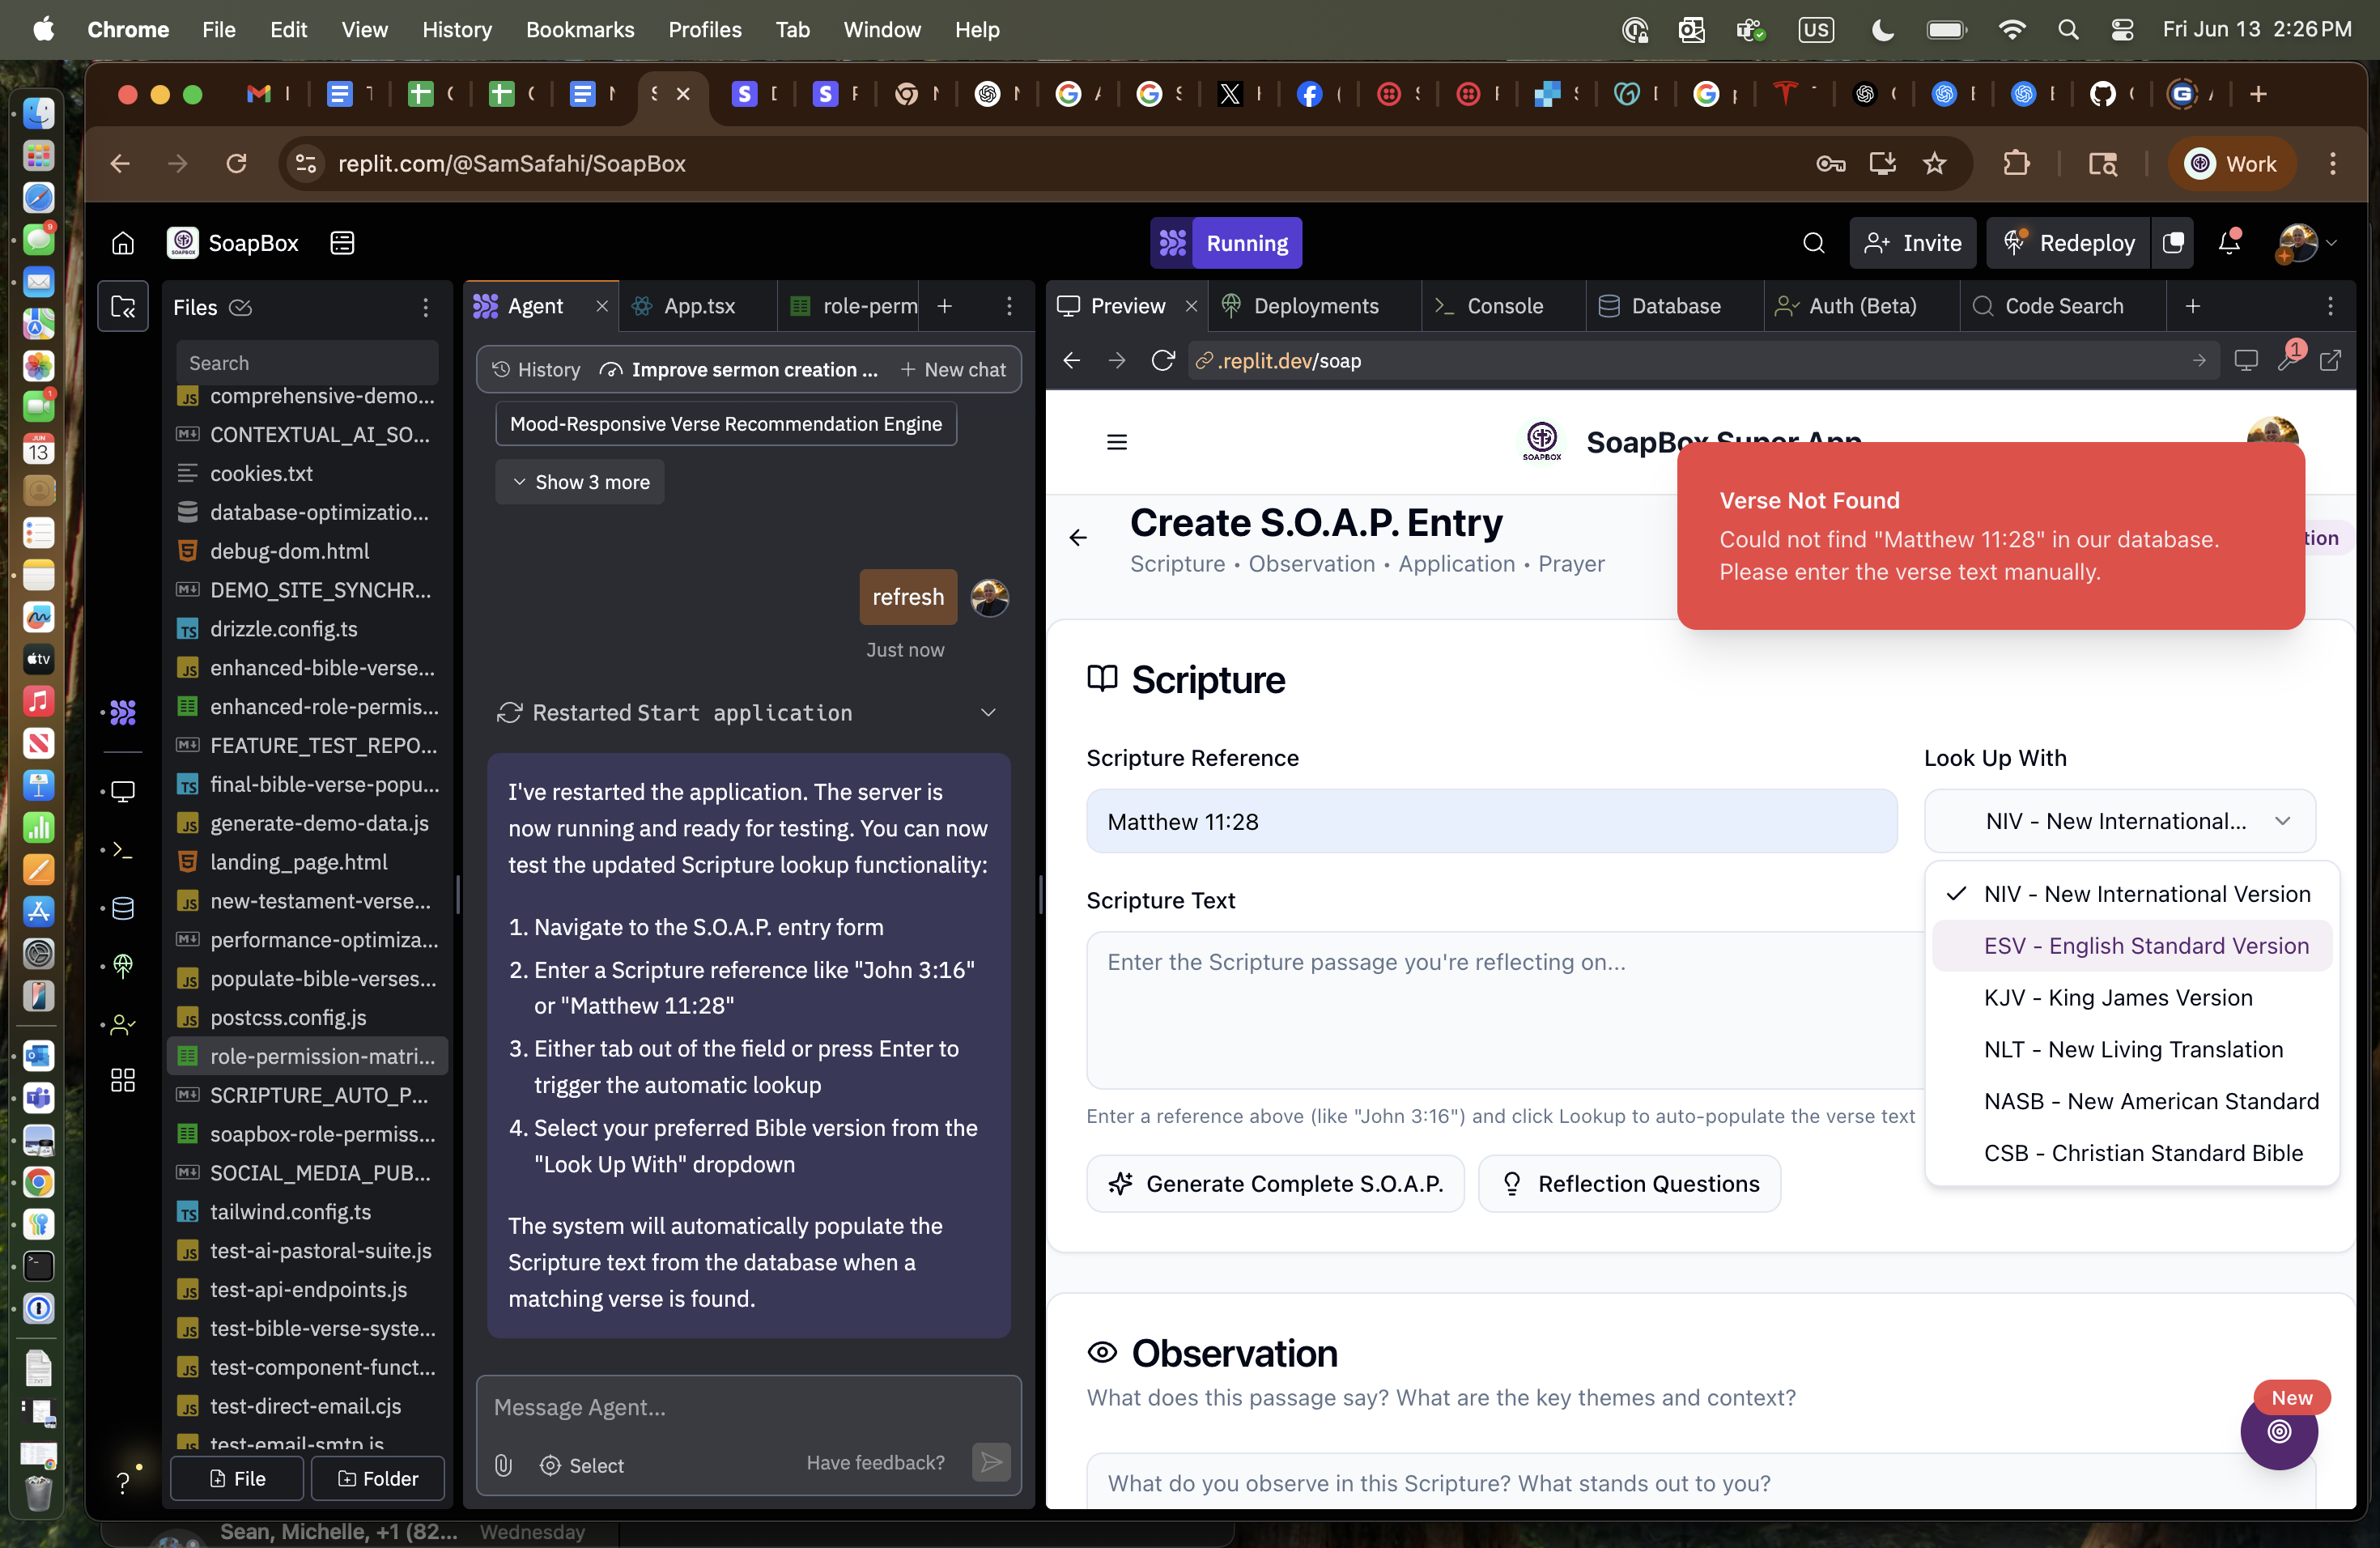 Chrome File Edit View History Bookmarks Profiles Tab Window Help
US
Fri Jun 13 2:26 PM
replit.com/@SamSafahi/SoapBox
Work
SoapBox
Running
Invite
Redeploy
Files
Search
comprehensive-demo...
CONTEXTUAL_AI_SO...
cookies.txt
database-optimizatio...
debug-dom.html
DEMO_SITE_SYNCHR...
drizzle.config.ts
enhanced-bible-verse...
enhanced-role-permis...
FEATURE_TEST_REPO...
final-bible-verse-popu...
generate-demo-data.js
landing_page.html
new-testament-verse...
performance-optimiza...
populate-bible-verses...
postcss.config.js
role-permission-matri...
SCRIPTURE_AUTO_P...
soapbox-role-permiss...
SOCIAL_MEDIA_PUB...
tailwind.config.ts
test-ai-pastoral-suite.js
test-api-endpoints.js
test-bible-verse-syste...
test-component-funct...
test-direct-email.cjs
test-email-smtp.js
File
Folder
Agent
App.tsx
role-perm
History
Improve sermon creation ...
New chat
Mood-Responsive Verse Recommendation Engine
Show 3 more
refresh
Just now
Restarted Start application
I've restarted the application. The server is
now running and ready for testing. You can now
test the updated Scripture lookup functionality:
1. Navigate to the S.O.A.P. entry form
2. Enter a Scripture reference like "John 3:16"
or "Matthew 11:28"
3. Either tab out of the field or press Enter to
trigger the automatic lookup
4. Select your preferred Bible version from the
"Look Up With" dropdown
The system will automatically populate the
Scripture text from the database when a
matching verse is found.
Message Agent...
Select
Have feedback?
Preview
Deployments
Console
Database
Auth (Beta)
Code Search
.replit.dev/soap
1
SOAPBOX
SoapBox Super App
Verse Not Found
Could not find "Matthew 11:28" in our database.
Please enter the verse text manually.
tion
Create S.O.A.P. Entry
Scripture • Observation • Application • Prayer
Scripture
Scripture Reference
Look Up With
Matthew 11:28
NIV - New International...
NIV - New International Version
ESV - English Standard Version
KJV - King James Version
NLT - New Living Translation
NASB - New American Standard
CSB - Christian Standard Bible
Scripture Text
Enter the Scripture passage you're reflecting on...
Enter a reference above (like "John 3:16") and click Lookup to auto-populate the verse text
Generate Complete S.O.A.P.
Reflection Questions
Observation
What does this passage say? What are the key themes and context?
What do you observe in this Scripture? What stands out to you?
New
Sean, Michelle, +1 (82...
Wednesday
9
JUN
13
1
tv